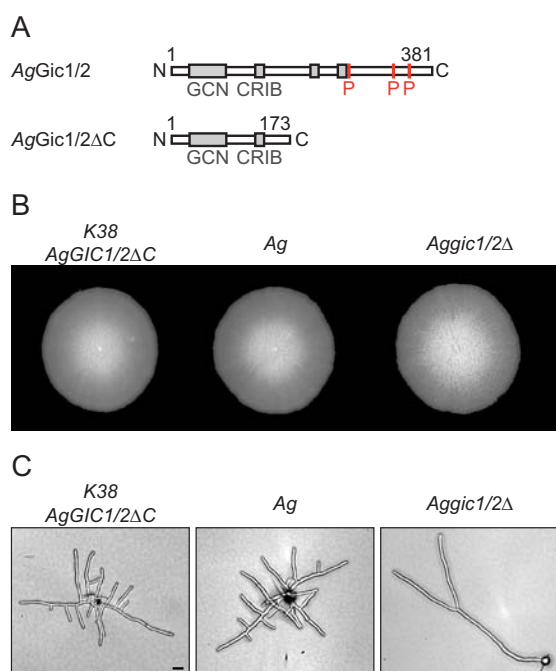 A
1 381
AgGic1/2 N C
GCN CRIB P P P
1 173
AgGic1/2ΔC N C
GCN CRIB
B
K38
AgGIC1/2ΔC Ag Aggic1/2Δ
C
K38
AgGIC1/2ΔC Ag Aggic1/2Δ